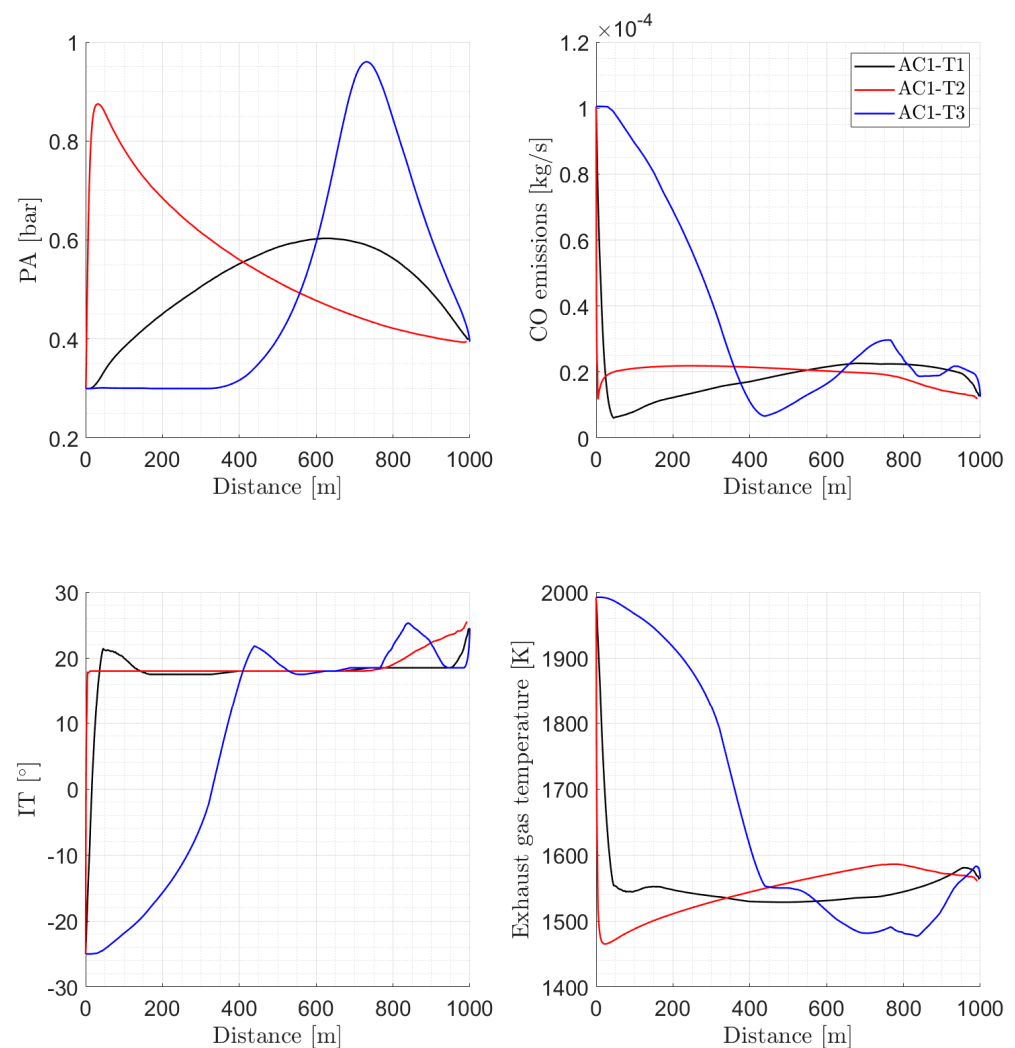 1
0.8
0.6
0.4
0.2
PA [bar]
0 200 400 600 800 1000
Distance [m]
×10⁻⁴
1.2
1
0.8
0.6
0.4
0.2
0
CO emissions [kg/s]
AC1-T1
AC1-T2
AC1-T3
0 200 400 600 800 1000
Distance [m]
30
20
10
0
-10
-20
-30
IT [°]
0 200 400 600 800 1000
Distance [m]
2000
1900
1800
1700
1600
1500
1400
Exhaust gas temperature [K]
0 200 400 600 800 1000
Distance [m]